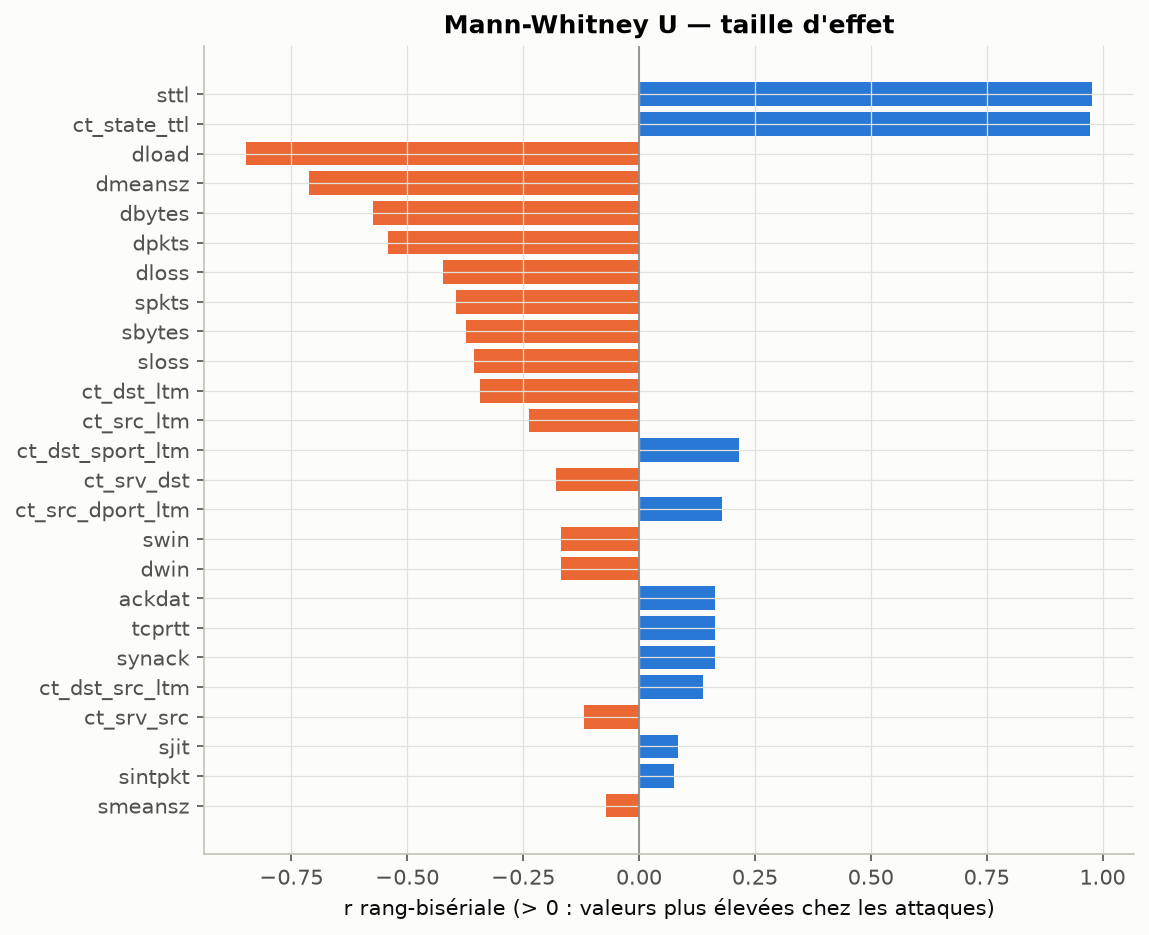 Mann-Whitney U — taille d'effet
sttl
ct_state_ttl
dload
dmeansz
dbytes
dpkts
dloss
spkts
sbytes
sloss
ct_dst_ltm
ct_src_ltm
ct_dst_sport_ltm
ct_srv_dst
ct_src_dport_ltm
swin
dwin
ackdat
tcprtt
synack
ct_dst_src_ltm
ct_srv_src
sjit
sintpkt
smeansz
−0.75 −0.50 −0.25 0.00 0.25 0.50 0.75 1.00
r rang-bisériale (> 0 : valeurs plus élevées chez les attaques)